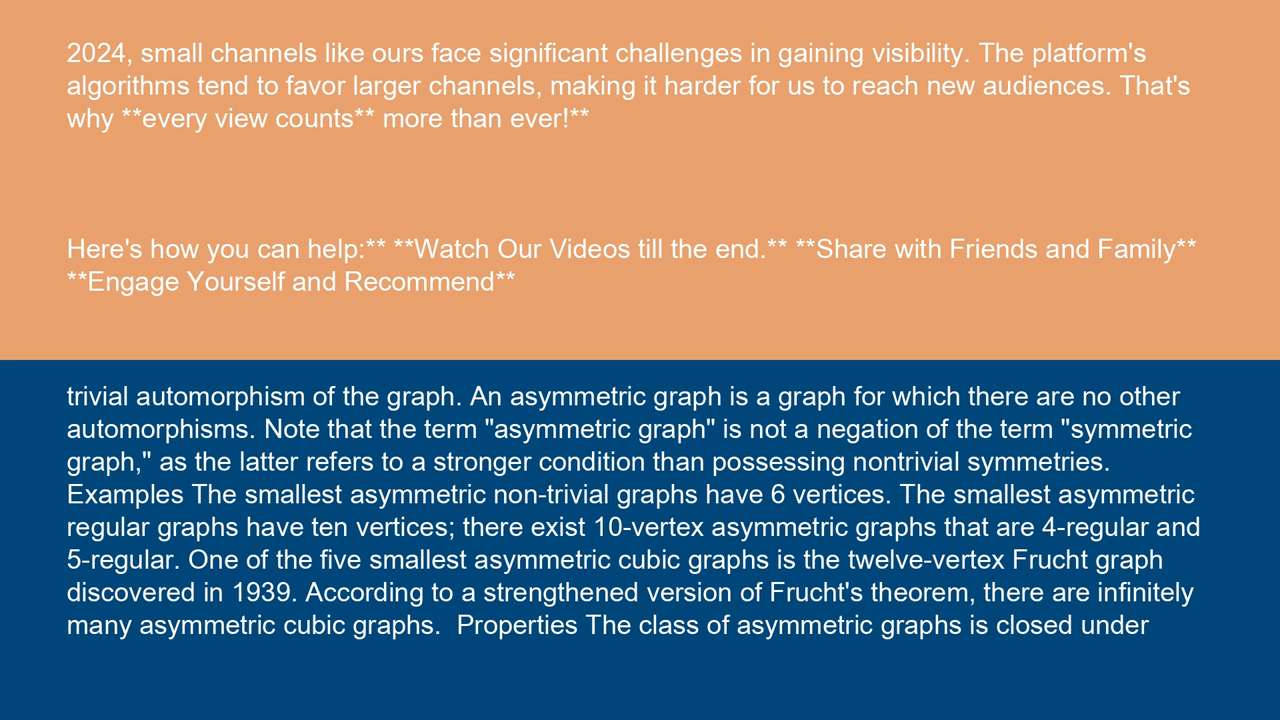 2024, small channels like ours face significant challenges in gaining visibility. The platform's
algorithms tend to favor larger channels, making it harder for us to reach new audiences. That's
why **every view counts** more than ever!**
Here's how you can help:** **Watch Our Videos till the end.** **Share with Friends and Family**
**Engage Yourself and Recommend**
trivial automorphism of the graph. An asymmetric graph is a graph for which there are no other
automorphisms. Note that the term "asymmetric graph" is not a negation of the term "symmetric
graph," as the latter refers to a stronger condition than possessing nontrivial symmetries.
Examples The smallest asymmetric non-trivial graphs have 6 vertices. The smallest asymmetric
regular graphs have ten vertices; there exist 10-vertex asymmetric graphs that are 4-regular and
5-regular. One of the five smallest asymmetric cubic graphs is the twelve-vertex Frucht graph
discovered in 1939. According to a strengthened version of Frucht's theorem, there are infinitely
many asymmetric cubic graphs.  Properties The class of asymmetric graphs is closed under